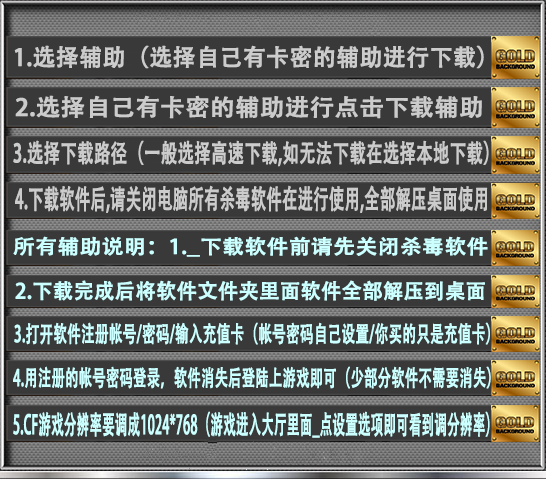 1.选择辅助（选择自己有卡密的辅助进行下载）
GOLD
BACKGROUND
2.选择自己有卡密的辅助进行点击下载辅助
GOLD
BACKGROUND
3.选择下载路径（一般选择高速下载,如无法下载在选择本地下载)
GOLD
BACKGROUND
4.下载软件后,请关闭电脑所有杀毒软件在进行使用,全部解压桌面使用
GOLD
BACKGROUND
所有辅助说明：1._下载软件前请先关闭杀毒软件
GOLD
BACKGROUND
2.下载完成后将软件文件夹里面软件全部解压到桌面
GOLD
BACKGROUND
3.打开软件注册帐号/密码/输入充值卡（帐号密码自己设置/你买的只是充值卡)
GOLD
BACKGROUND
4.用注册的帐号密码登录，软件消失后登陆上游戏即可（少部分软件不需要消失)
GOLD
BACKGROUND
5.CF游戏分辨率要调成1024*768（游戏进入大厅里面_点设置选项即可看到调分辨率)
GOLD
BACKGROUND